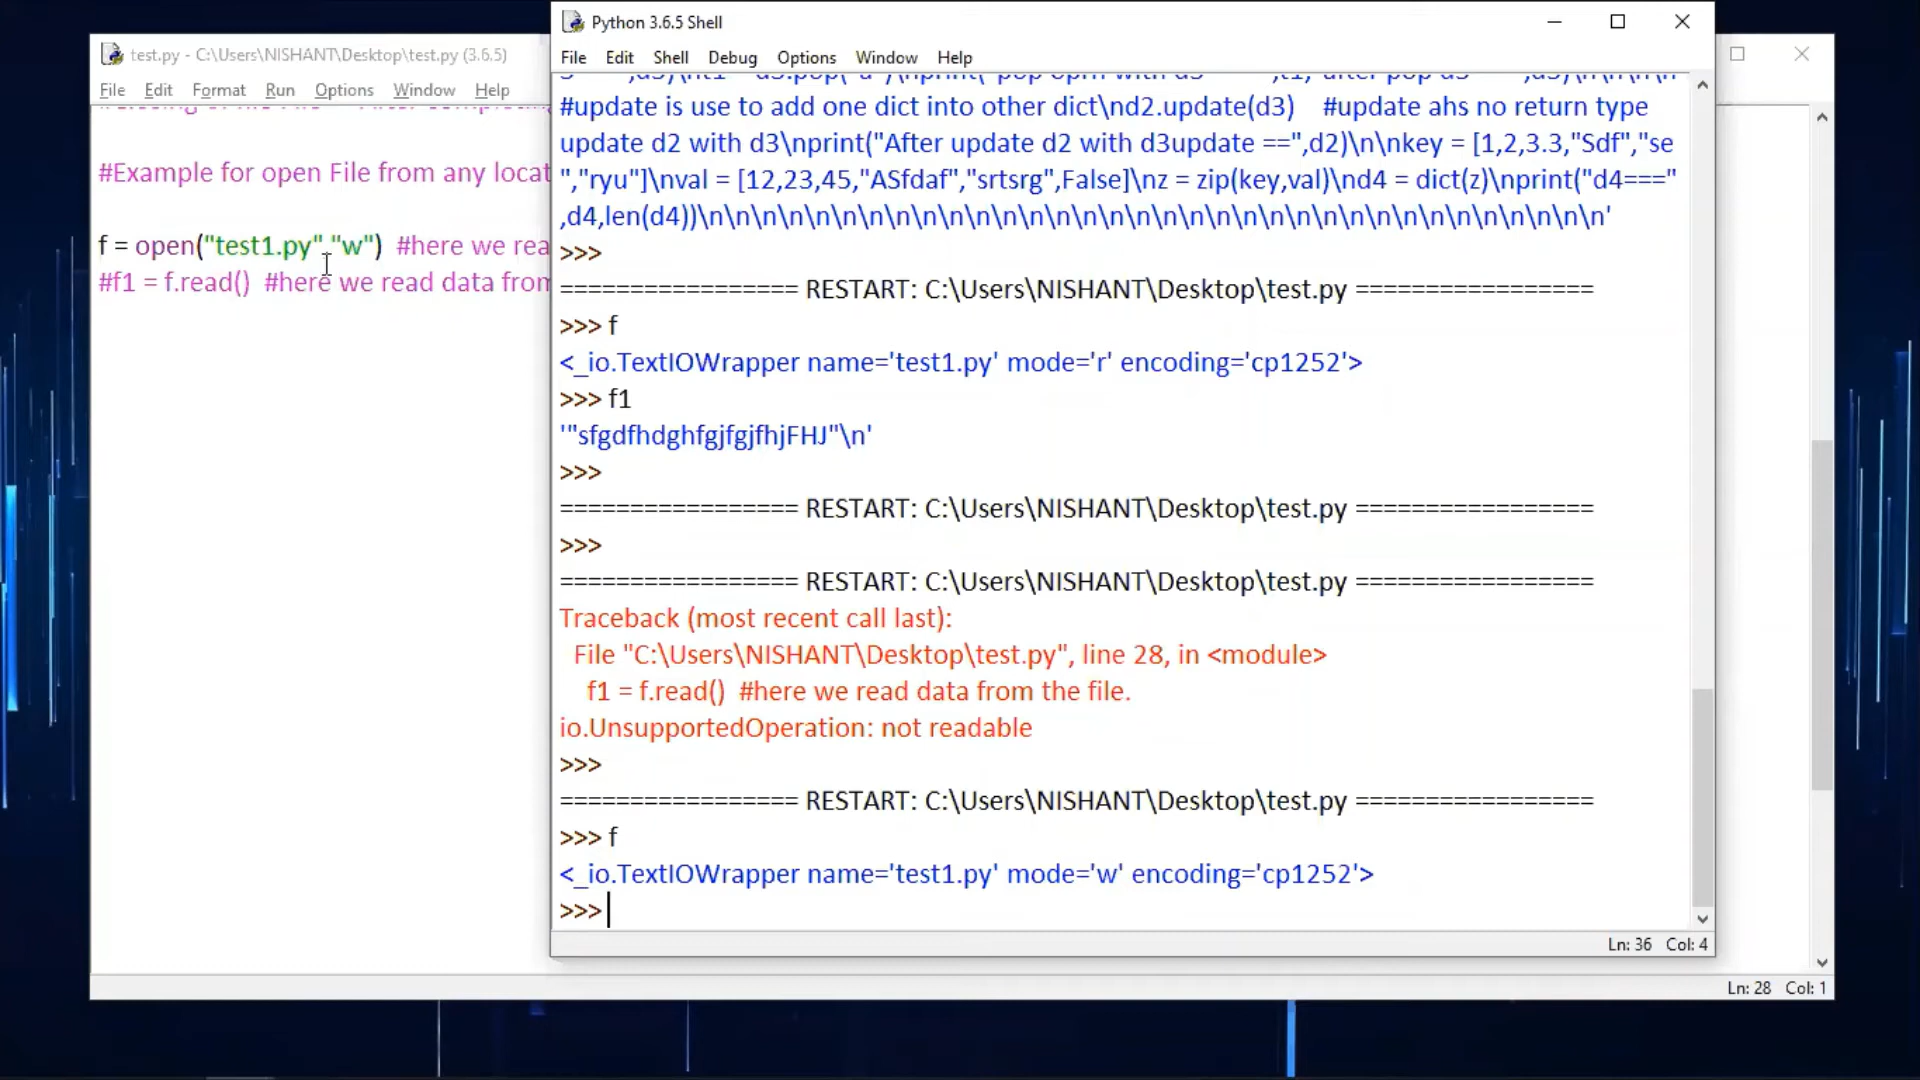 test.py - C:\Users\NISHANT\Desktop\test.py (3.6.5)
File Edit Format Run Options Window Help
#Example for open File from any locat
f = open("test1.py","w") #here we rea
#f1 = f.read() #here we read data from
Ln: 28 Col: 1
Python 3.6.5 Shell
File Edit Shell Debug Options Window Help
#update is use to add one dict into other dict\nd2.update(d3) #update ahs no return type
update d2 with d3\nprint("After update d2 with d3update ==",d2)\n\nkey = [1,2,3.3,"Sdf","se
","ryu"]\nval = [12,23,45,"ASfdaf","srtsrg",False]\nz = zip(key,val)\nd4 = dict(z)\nprint("d4==="
,d4,len(d4))\n\n\n\n\n\n\n\n\n\n\n\n\n\n\n\n\n\n\n\n\n\n\n\n\n\n\n\n\n\n\n\n\n\n'
>>>
================= RESTART: C:\Users\NISHANT\Desktop\test.py =================
>>> f
<_io.TextIOWrapper name='test1.py' mode='r' encoding='cp1252'>
>>> f1
'"sfgdfhdghfgjfgjfhjFHJ"\n'
>>>
================= RESTART: C:\Users\NISHANT\Desktop\test.py =================
>>>
================= RESTART: C:\Users\NISHANT\Desktop\test.py =================
Traceback (most recent call last):
File "C:\Users\NISHANT\Desktop\test.py", line 28, in <module>
f1 = f.read() #here we read data from the file.
io.UnsupportedOperation: not readable
>>>
================= RESTART: C:\Users\NISHANT\Desktop\test.py =================
>>> f
<_io.TextIOWrapper name='test1.py' mode='w' encoding='cp1252'>
>>>
Ln: 36 Col: 4